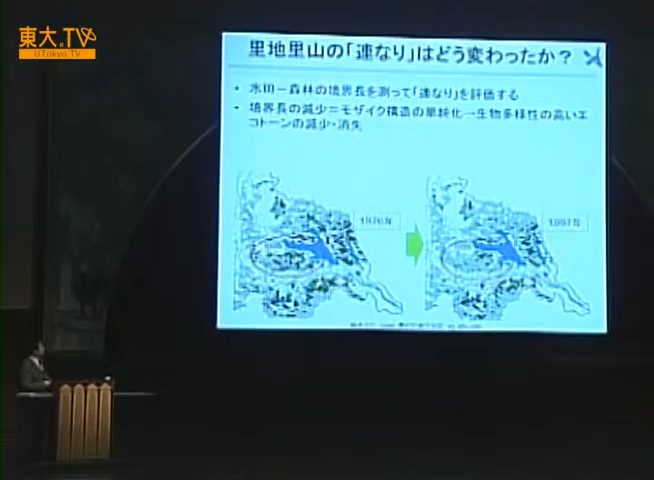 東大.TV
UTokyo.TV
里地里山の「連なり」はどう変わったか？
• 水田－森林の境界長を測って「連なり」を評価する
• 境界長の減少＝モザイク構造の単純化→生物多様性の高いエ
コトーンの減少・消失
1976年
1997年